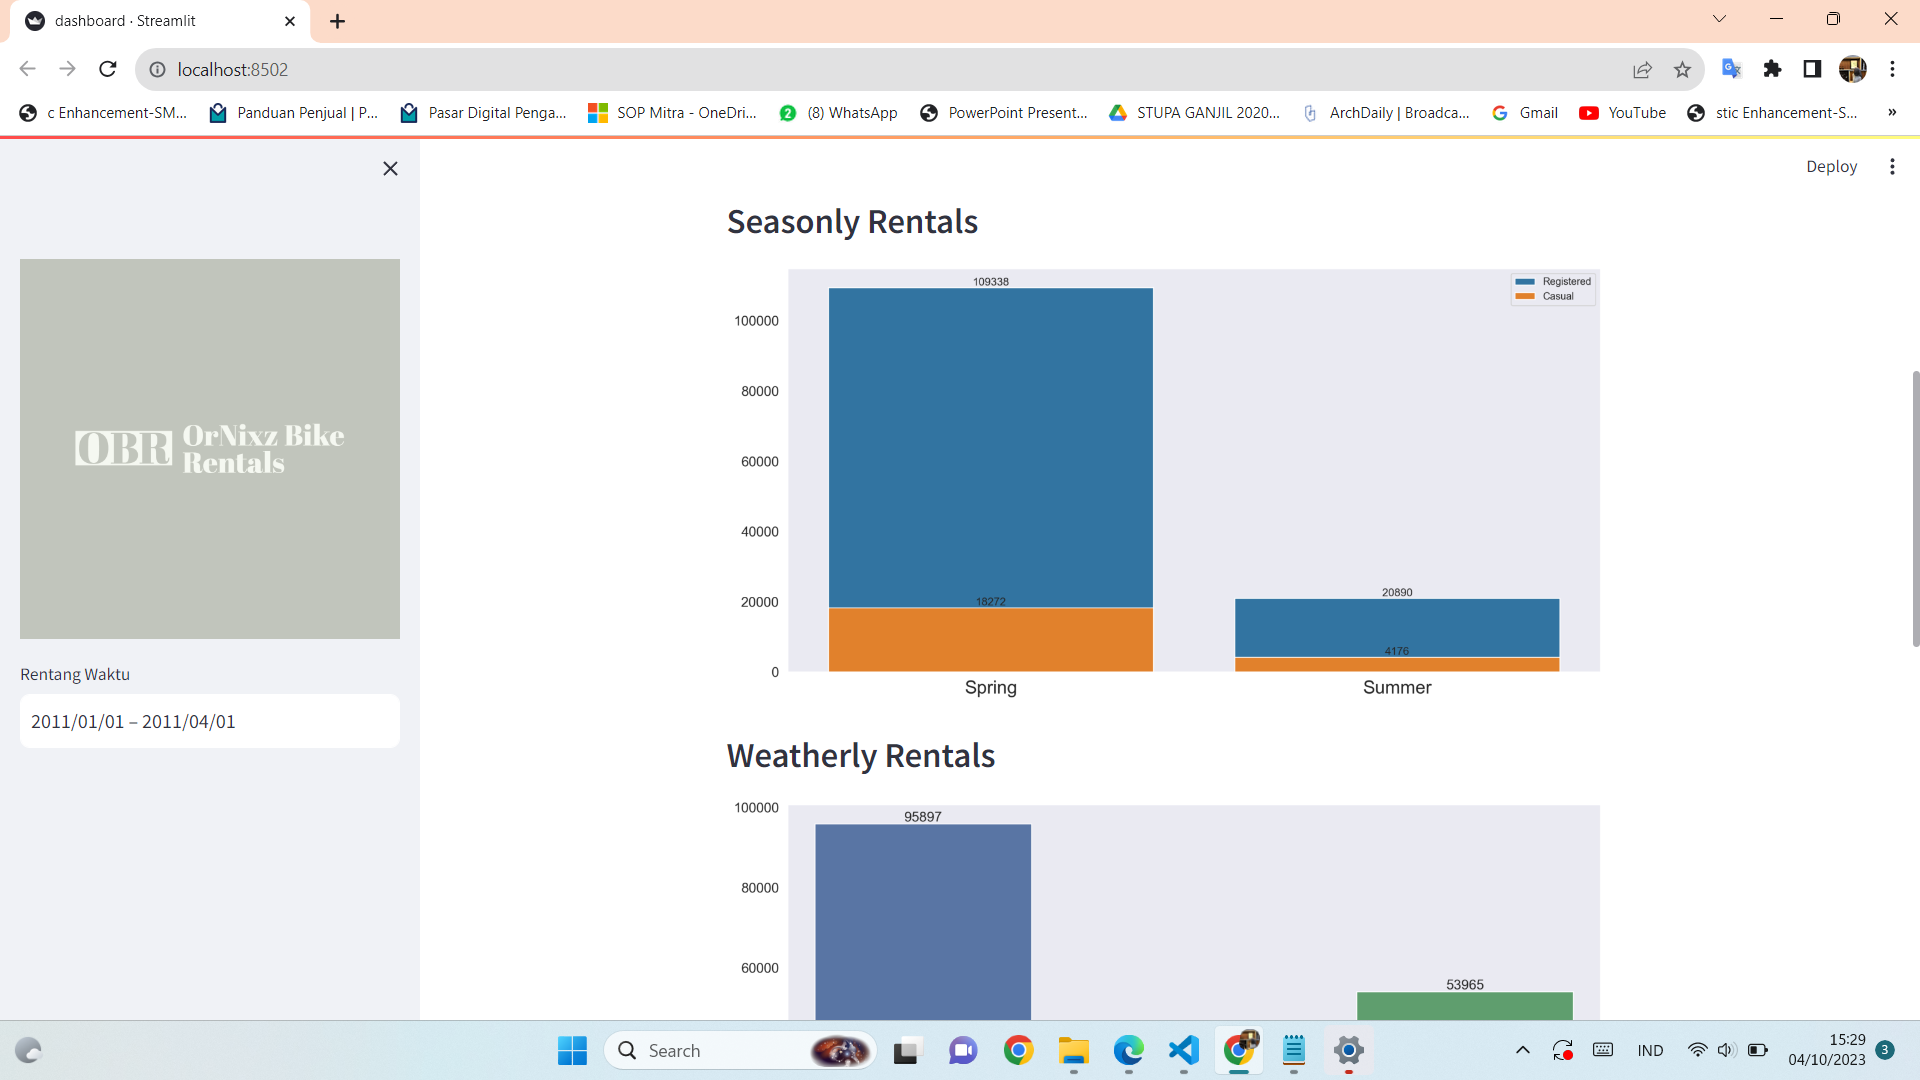 dashboard · Streamlit
localhost:8502
c Enhancement-SM...
Panduan Penjual | P...
Pasar Digital Penga...
SOP Mitra - OneDri...
(8) WhatsApp
PowerPoint Present...
STUPA GANJIL 2020...
ArchDaily | Broadca...
Gmail
YouTube
stic Enhancement-S...
»
Deploy
OBR OrNixz Bike
Rentals
Rentang Waktu
2011/01/01 – 2011/04/01
Seasonly Rentals
109338
Registered
Casual
100000
80000
60000
40000
20000
0
18272
20890
4176
Spring
Summer
Weatherly Rentals
100000
80000
60000
95897
53965
Search
IND
15:29
04/10/2023
3